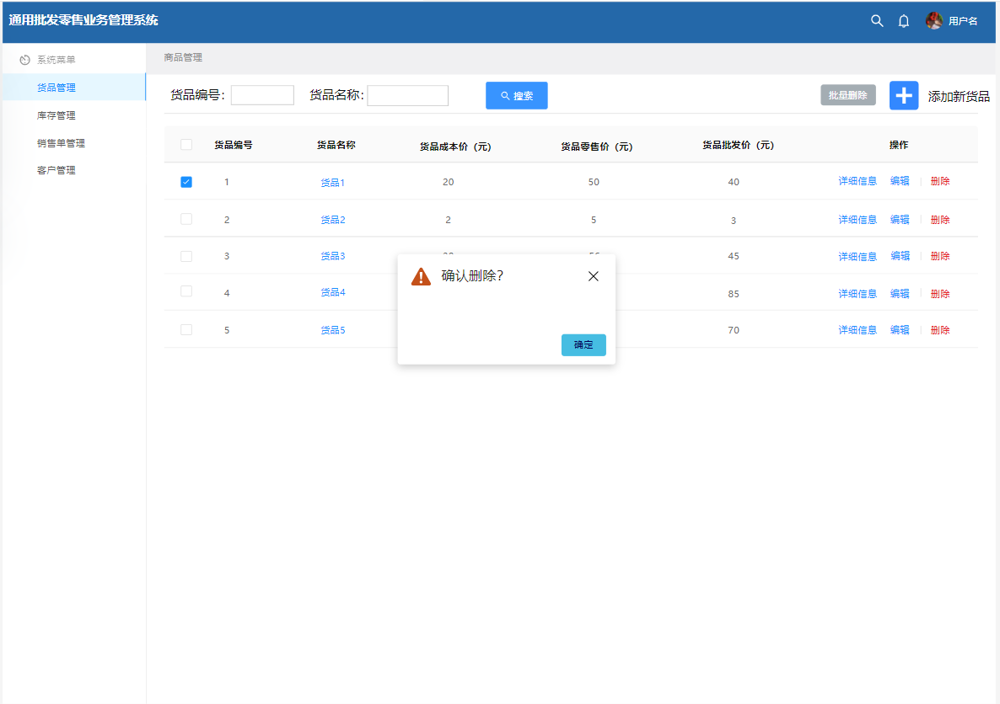 通用批发零售业务管理系统
用户名
系统菜单
商品管理
货品管理
库存管理
销售单管理
客户管理
货品编号:
货品名称:
搜索
批量删除
添加新货品
货品编号 货品名称 货品成本价（元） 货品零售价（元） 货品批发价（元） 操作
1 货品1 20 50 40 详细信息 编辑 删除
2 货品2 2 5 3 详细信息 编辑 删除
3 货品3 45 详细信息 编辑 删除
4 货品4 85 详细信息 编辑 删除
5 货品5 70 详细信息 编辑 删除
确认删除?
确定